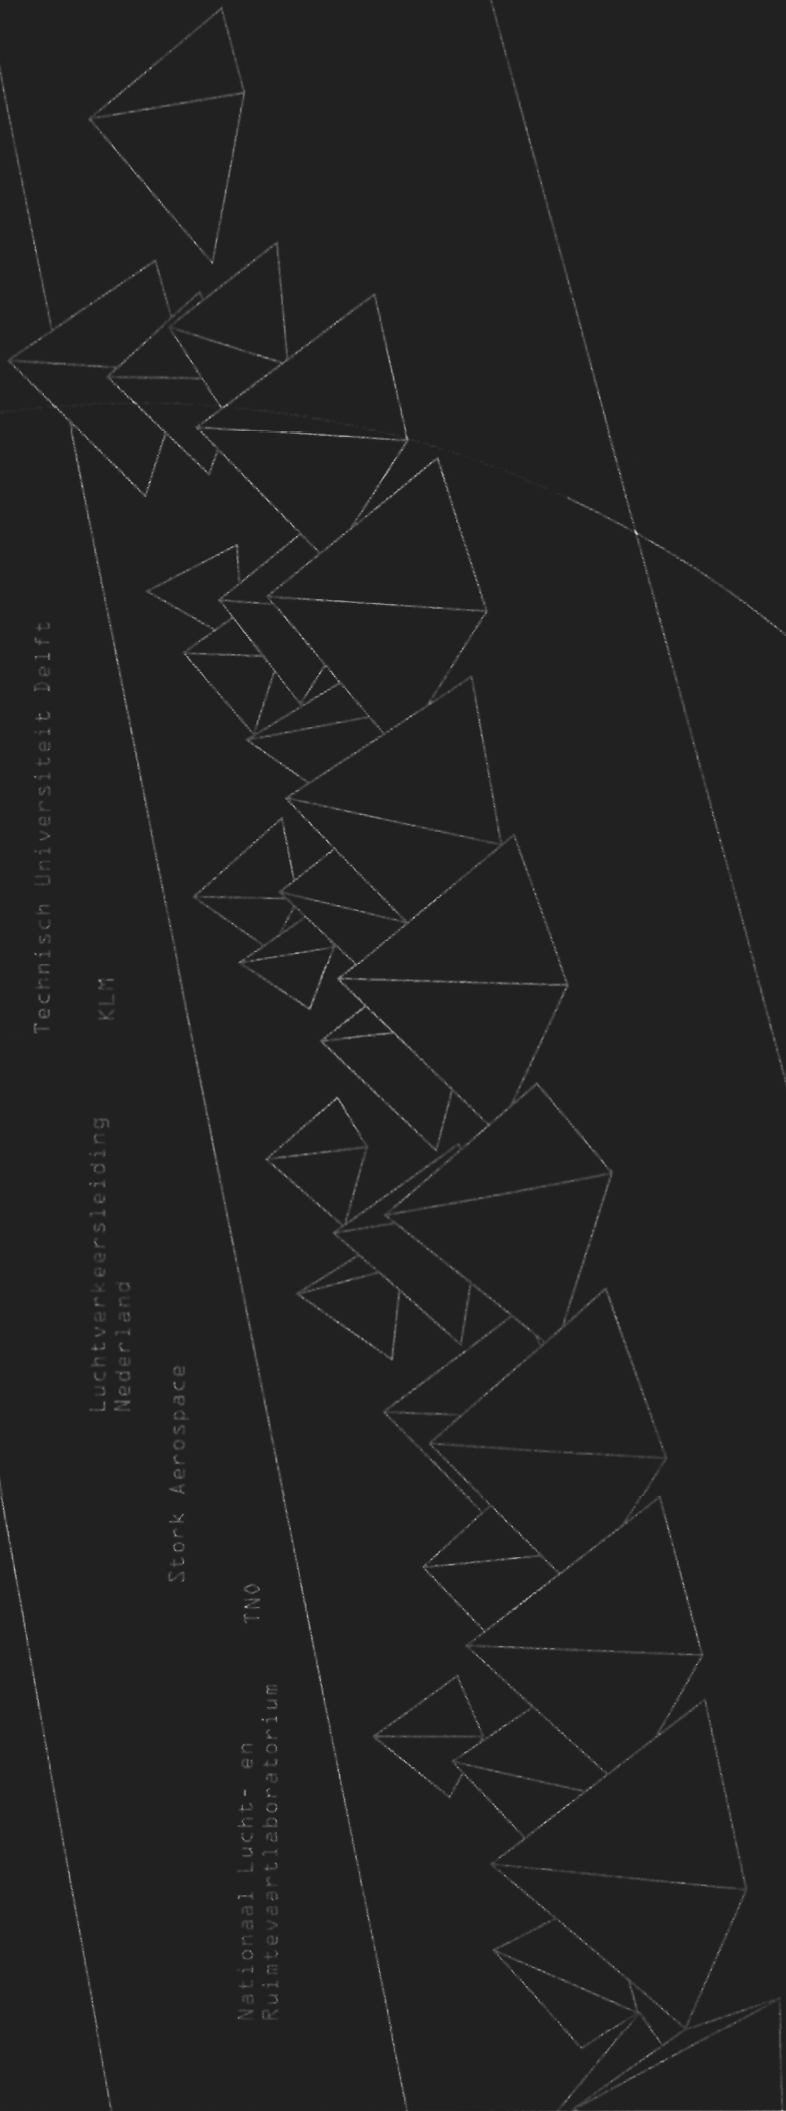 Technisch Universiteit Delft
KLM
Luchtverkeersleiding
Nederland
Stork Aerospace
TNO
Nationaal Lucht- en
Ruimtevaartlaboratorium